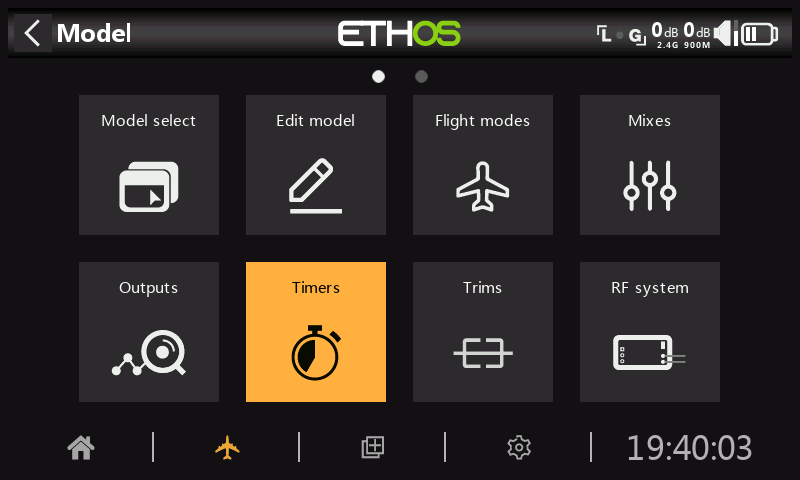 Model
ETHOS
L G 0dB 0dB
2.4G 900M
Model select
Edit model
Flight modes
Mixes
Outputs
Timers
Trims
RF system
19:40:03